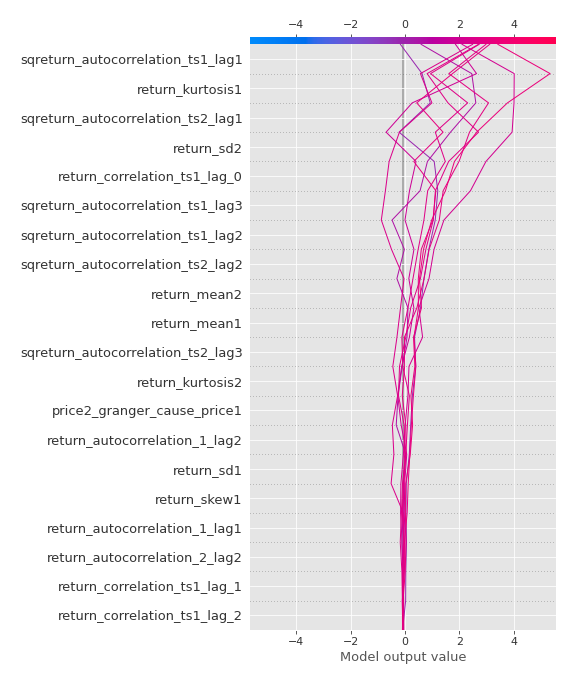 −4 −2 0 2 4
sqreturn_autocorrelation_ts1_lag1
return_kurtosis1
sqreturn_autocorrelation_ts2_lag1
return_sd2
return_correlation_ts1_lag_0
sqreturn_autocorrelation_ts1_lag3
sqreturn_autocorrelation_ts1_lag2
sqreturn_autocorrelation_ts2_lag2
return_mean2
return_mean1
sqreturn_autocorrelation_ts2_lag3
return_kurtosis2
price2_granger_cause_price1
return_autocorrelation_1_lag2
return_sd1
return_skew1
return_autocorrelation_1_lag1
return_autocorrelation_2_lag2
return_correlation_ts1_lag_1
return_correlation_ts1_lag_2
−4 −2 0 2 4
Model output value